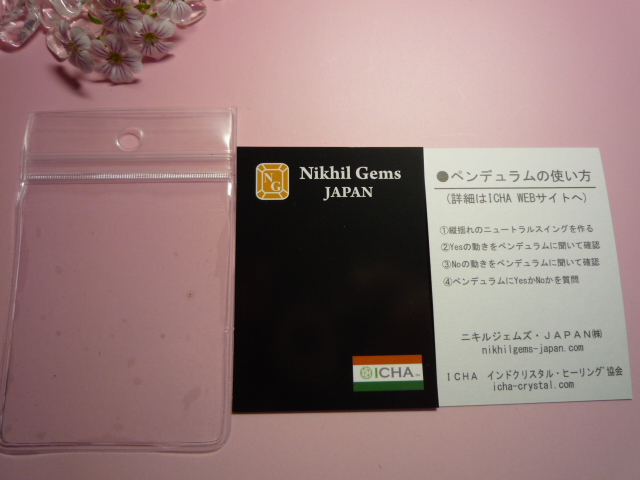 NG
Nikhil Gems
JAPAN
ICHA
●ペンデュラムの使い方
(詳細はICHA WEBサイトへ)
①縦揺れのニュートラルスイングを作る
②Yesの動きをペンデュラムに聞いて確認
③Noの動きをペンデュラムに聞いて確認
④ペンデュラムにYesかNoかを質問
ニキルジェムズ・ＪＡＰＡＮ㈱
nikhilgems-japan.com
ＩＣＨＡ　インドクリスタル・ヒーリング協会
icha-crystal.com